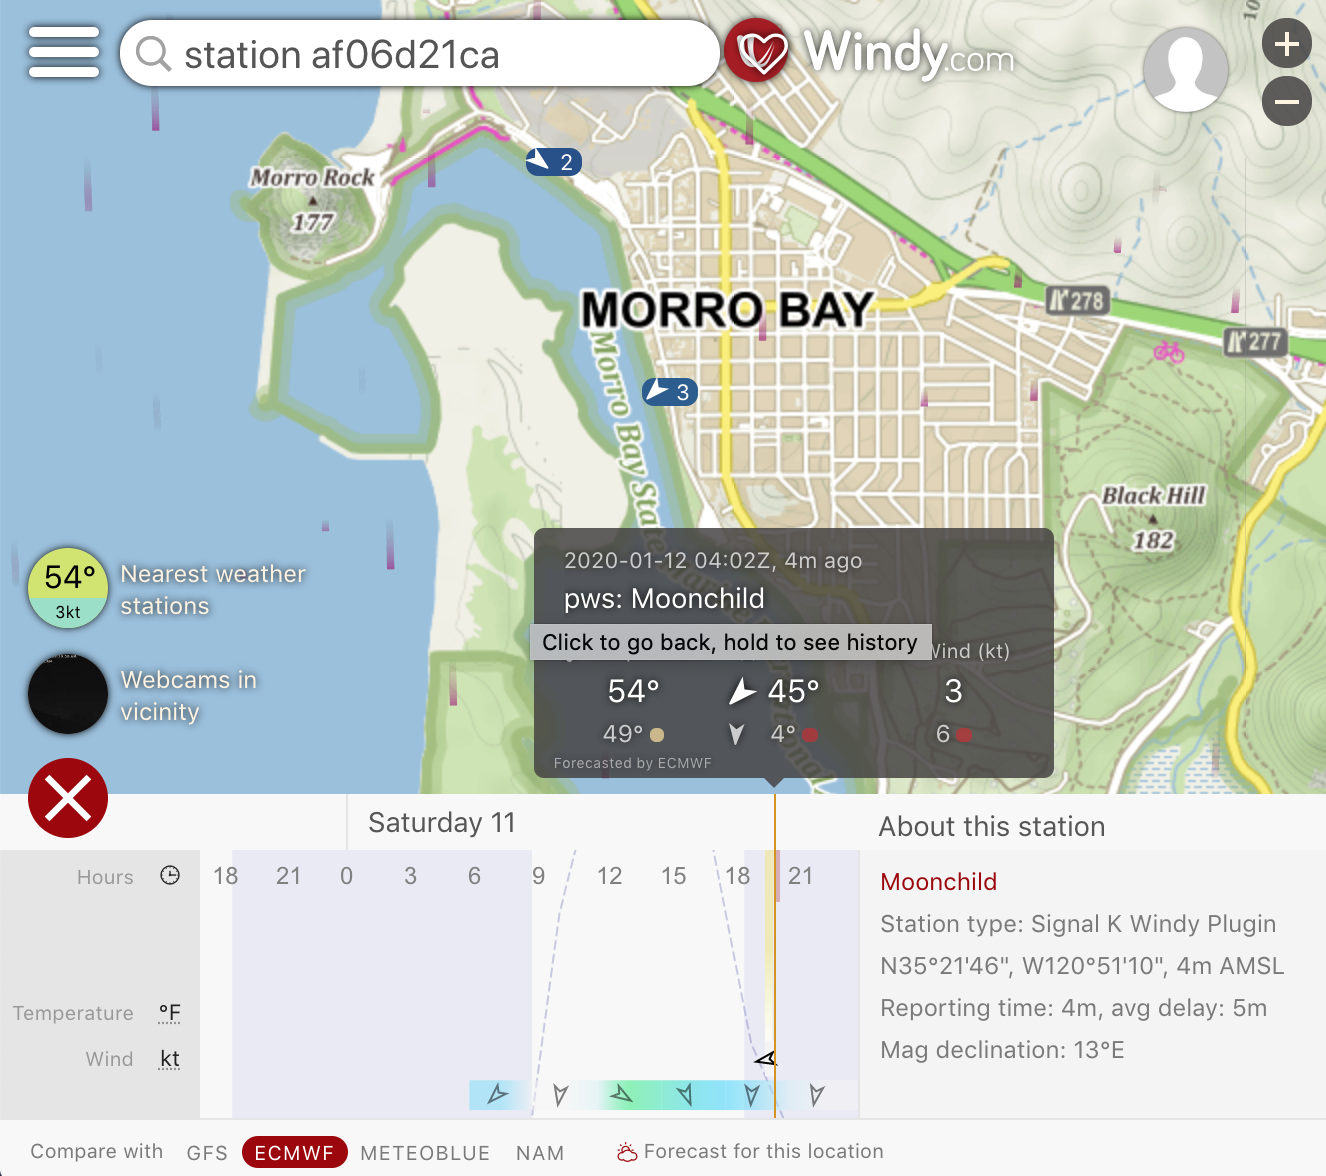 station af06d21ca
Windy.com
Morro Rock
177
2
MORRO BAY
278
277
3
Morro Bay State
Black Hill
182
54°
3kt
Nearest weather
stations
Webcams in
vicinity
2020-01-12 04:02Z, 4m ago
pws: Moonchild
Click to go back, hold to see history
Wind (kt)
54° 45° 3
49° 4° 6
Forecasted by ECMWF
Saturday 11
About this station
Hours 18 21 0 3 6 9 12 15 18 21
Temperature °F
Wind kt
Moonchild
Station type: Signal K Windy Plugin
N35°21'46", W120°51'10", 4m AMSL
Reporting time: 4m, avg delay: 5m
Mag declination: 13°E
Compare with GFS ECMWF METEOBLUE NAM Forecast for this location